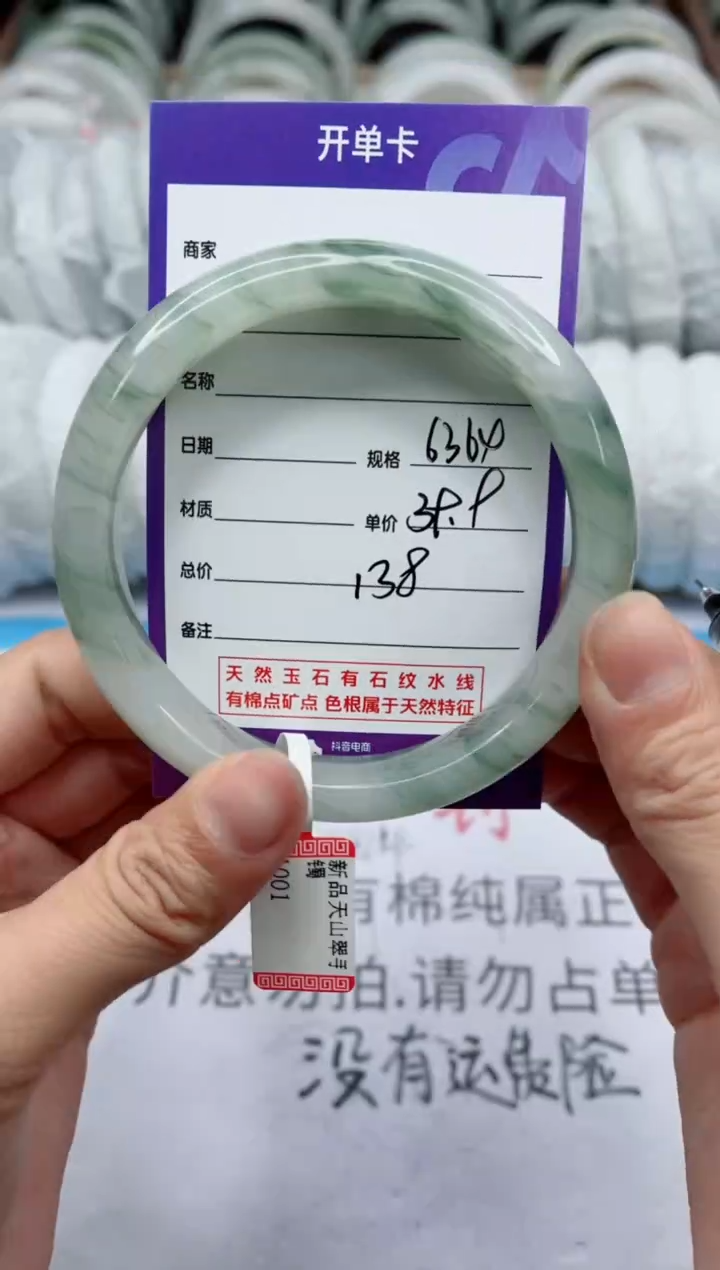 开单卡
商家
名称
日期 规格 6364
材质 单价
总价 138
备注
天然玉石有石纹水线
有棉点矿点 色根属于天然特征
抖音电商
新品天山翠手
镯
001
有棉纯属正
介意勿拍.请勿占单
没有运费险